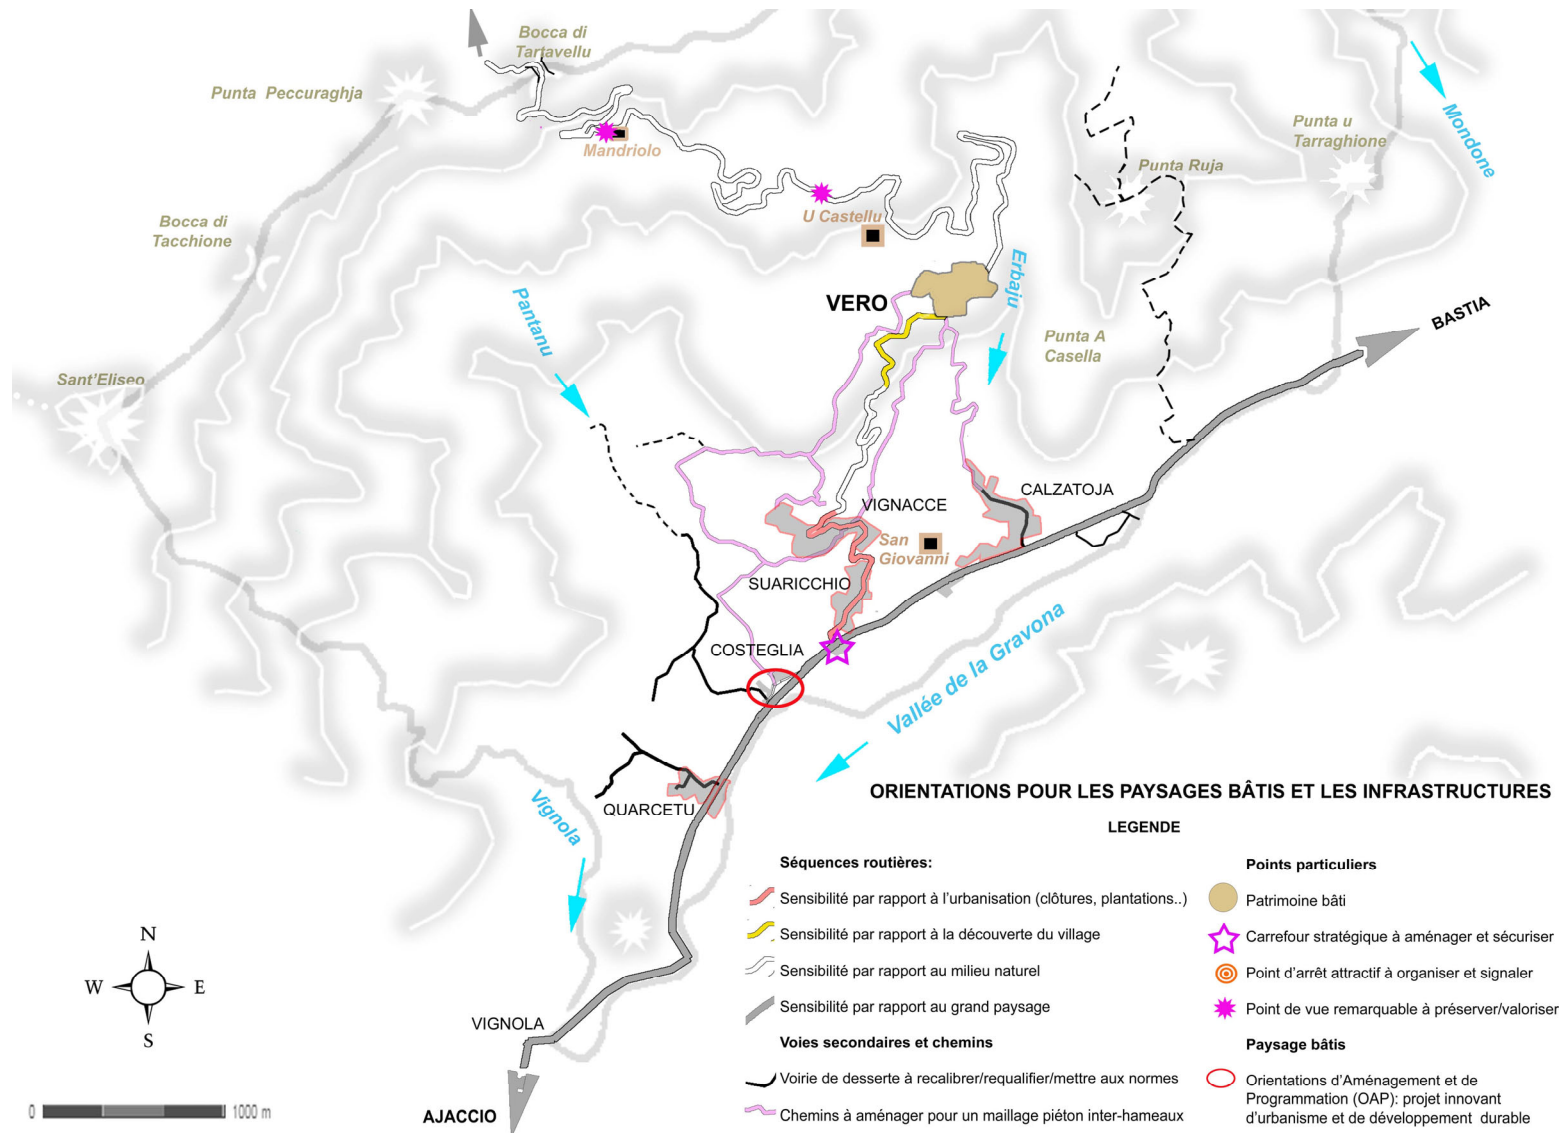 Bocca di
Tartavellu
Punta Peccuraghja
Mandriolo
Mondone
Punta u
Tarraghione
Punta Ruja
Bocca di
Tacchione
U Castellu
Erbaju
VERO
Pantanu
BASTIA
Punta A
Casella
Sant'Eliseo
CALZATOJA
VIGNACCE
San
Giovanni
SUARICCHIO
COSTEGLIA
Vallée de la Gravona
QUARCETU
Vignola
VIGNOLA
AJACCIO
N
W E
S
0 1000 m
ORIENTATIONS POUR LES PAYSAGES BÂTIS ET LES INFRASTRUCTURES
LEGENDE
Séquences routières:
Sensibilité par rapport à l'urbanisation (clôtures, plantations..)
Sensibilité par rapport à la découverte du village
Sensibilité par rapport au milieu naturel
Sensibilité par rapport au grand paysage
Voies secondaires et chemins
Voirie de desserte à recalibrer/requalifier/mettre aux normes
Chemins à aménager pour un maillage piéton inter-hameaux
Points particuliers
Patrimoine bâti
Carrefour stratégique à aménager et sécuriser
Point d'arrêt attractif à organiser et signaler
Point de vue remarquable à préserver/valoriser
Paysage bâtis
Orientations d'Aménagement et de
Programmation (OAP): projet innovant
d'urbanisme et de développement durable